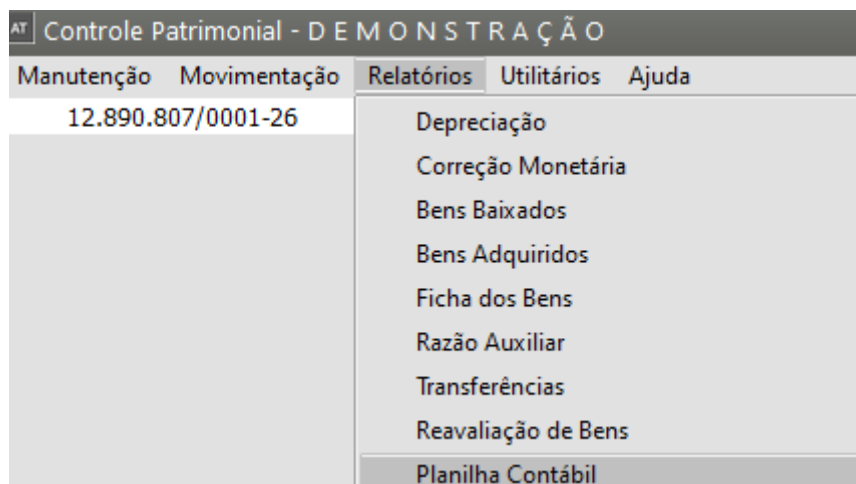 AT Controle Patrimonial - D E M O N S T R A Ç Ã O
Manutenção Movimentação Relatórios Utilitários Ajuda
12.890.807/0001-26
Depreciação
Correção Monetária
Bens Baixados
Bens Adquiridos
Ficha dos Bens
Razão Auxiliar
Transferências
Reavaliação de Bens
Planilha Contábil